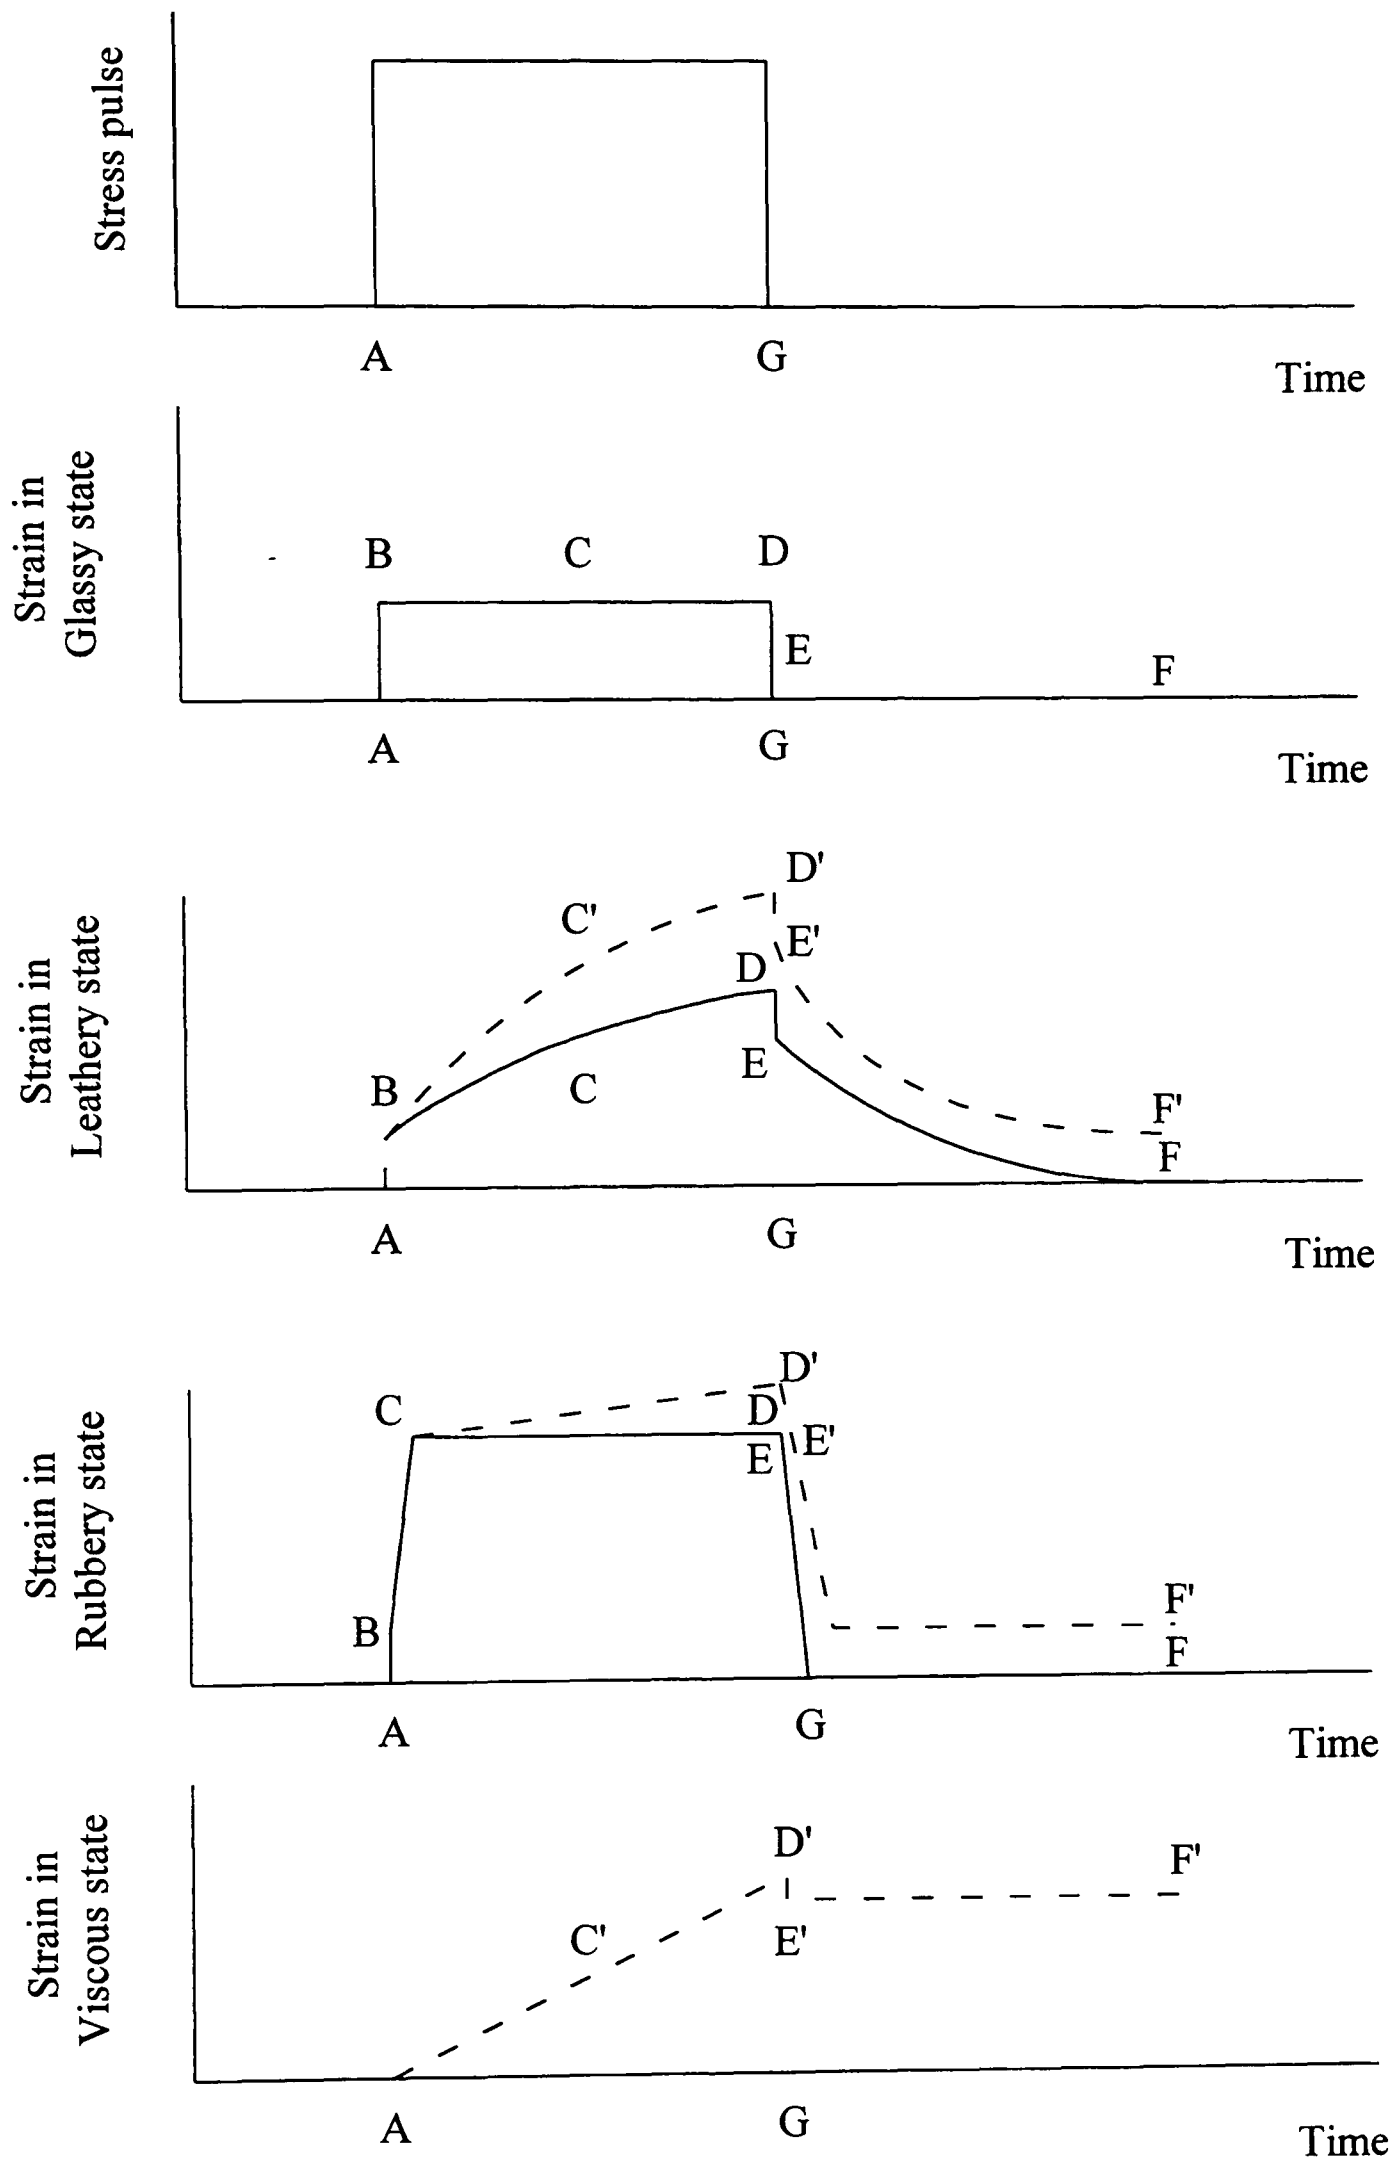 Stress pulse
A
G
Time
Strain in
Glassy state
B
C
D
E
F
A
G
Time
Strain in
Leathery state
D'
C'
E'
D
B
C
E
F'
F
A
G
Time
Strain in
Rubbery state
D'
C
D
E'
E
B
F'
F
A
G
Time
Strain in
Viscous state
D'
F'
C'
E'
A
G
Time